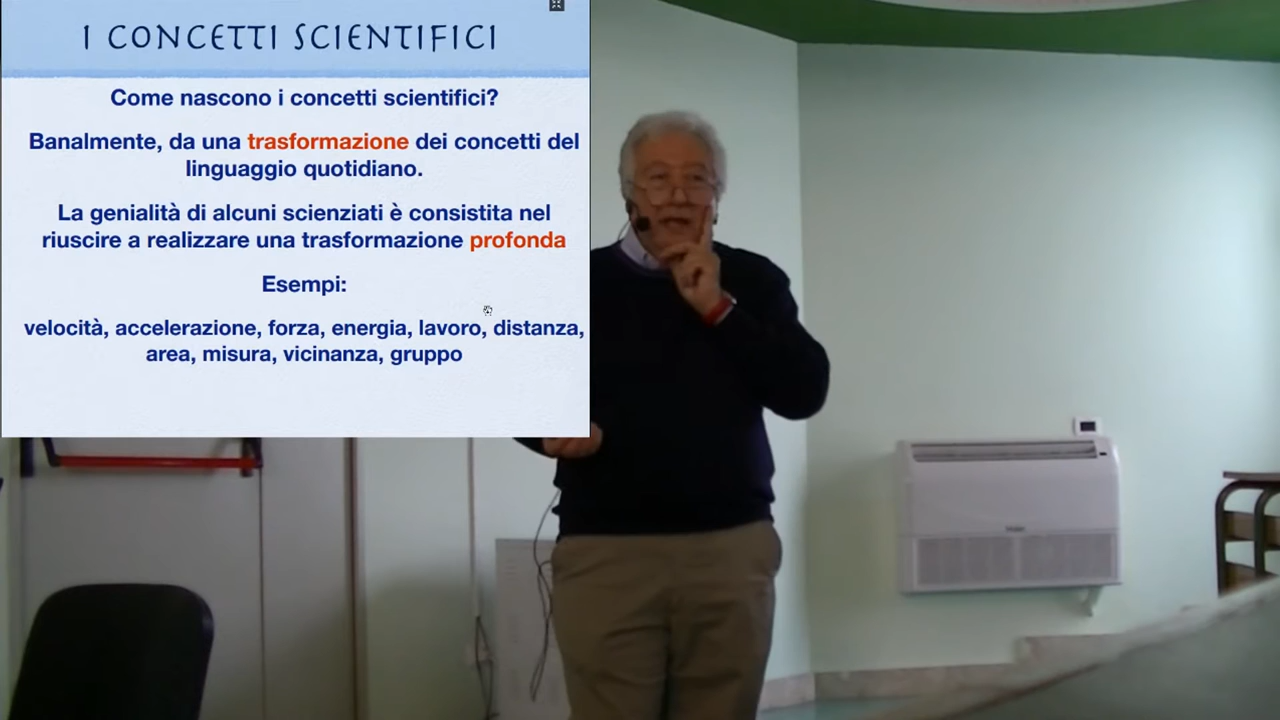 I CONCETTI SCIENTIFICI
Come nascono i concetti scientifici?
Banalmente, da una trasformazione dei concetti del
linguaggio quotidiano.
La genialità di alcuni scienziati è consistita nel
riuscire a realizzare una trasformazione profonda
Esempi:
velocità, accelerazione, forza, energia, lavoro, distanza,
area, misura, vicinanza, gruppo